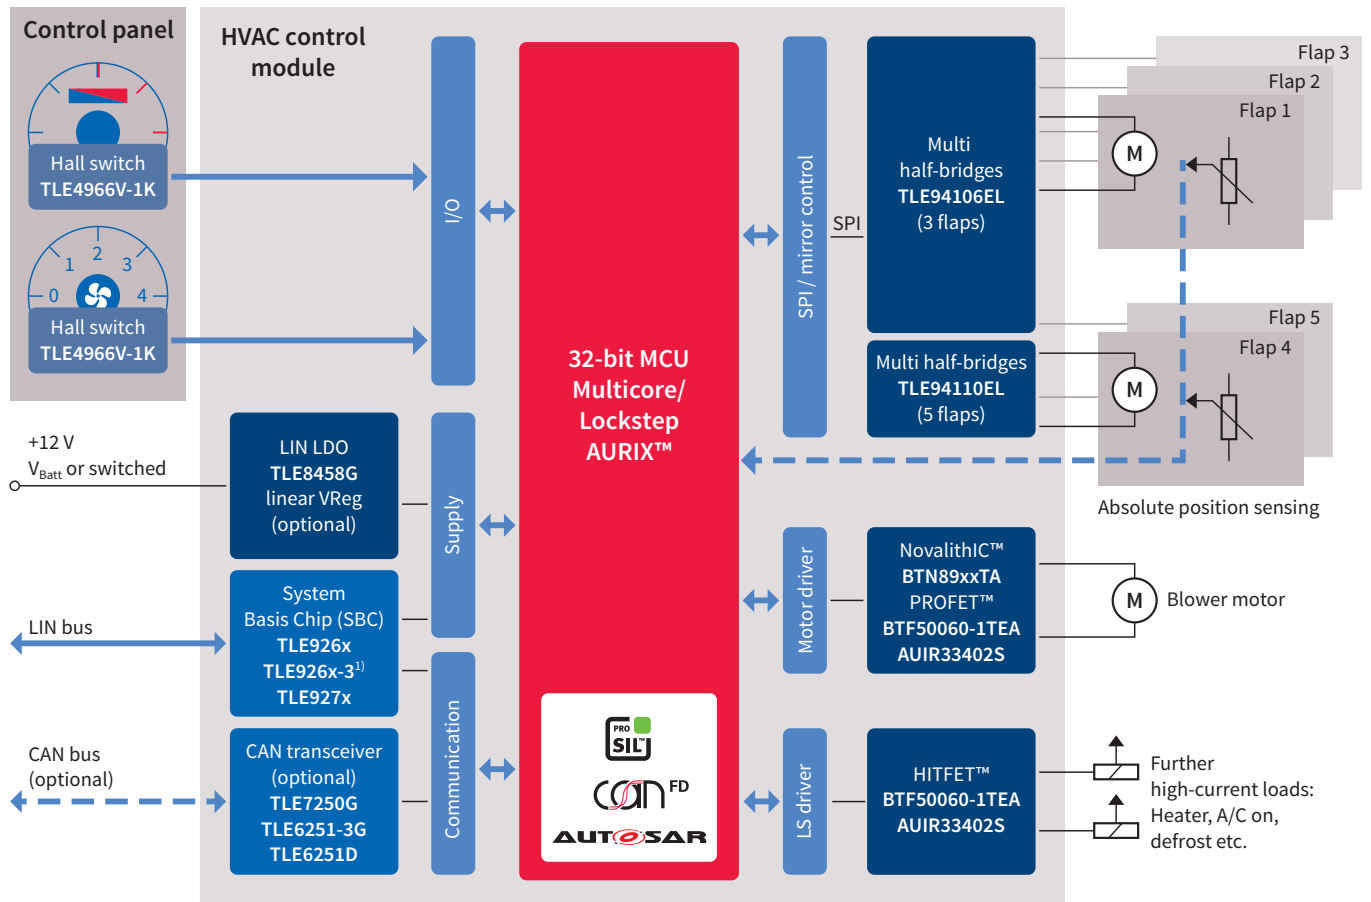 Control panel
Hall switch
TLE4966V-1K
0
1
2
3
4
Hall switch
TLE4966V-1K
+12 V
VBatt or switched
LIN bus
CAN bus
(optional)
HVAC control
module
I/O
LIN LDO
TLE8458G
linear VReg
(optional)
Supply
System
Basis Chip (SBC)
TLE926x
TLE926x-3¹⁾
TLE927x
CAN transceiver
(optional)
TLE7250G
TLE6251-3G
TLE6251D
Communication
32-bit MCU
Multicore/
Lockstep
AURIX™
PRO
SIL™
CAN FD
AUTOSAR
SPI / mirror control
SPI
Multi
half-bridges
TLE94106EL
(3 flaps)
Multi half-bridges
TLE94110EL
(5 flaps)
Flap 3
Flap 2
Flap 1
M
Flap 5
Flap 4
M
Absolute position sensing
Motor driver
NovalithIC™
BTN89xxTA
PROFET™
BTF50060-1TEA
AUIR33402S
M
Blower motor
LS driver
HITFET™
BTF50060-1TEA
AUIR33402S
Further
high-current loads:
Heater, A/C on,
defrost etc.